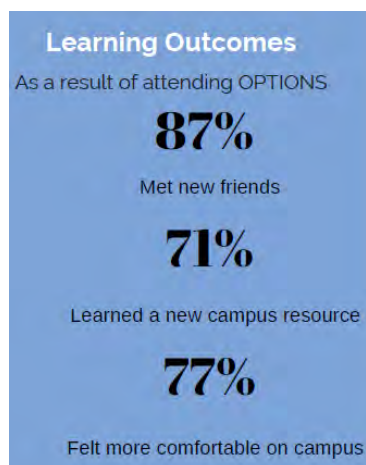 Learning Outcomes
As a result of attending OPTIONS
87%
Met new friends
71%
Learned a new campus resource
77%
Felt more comfortable on campus